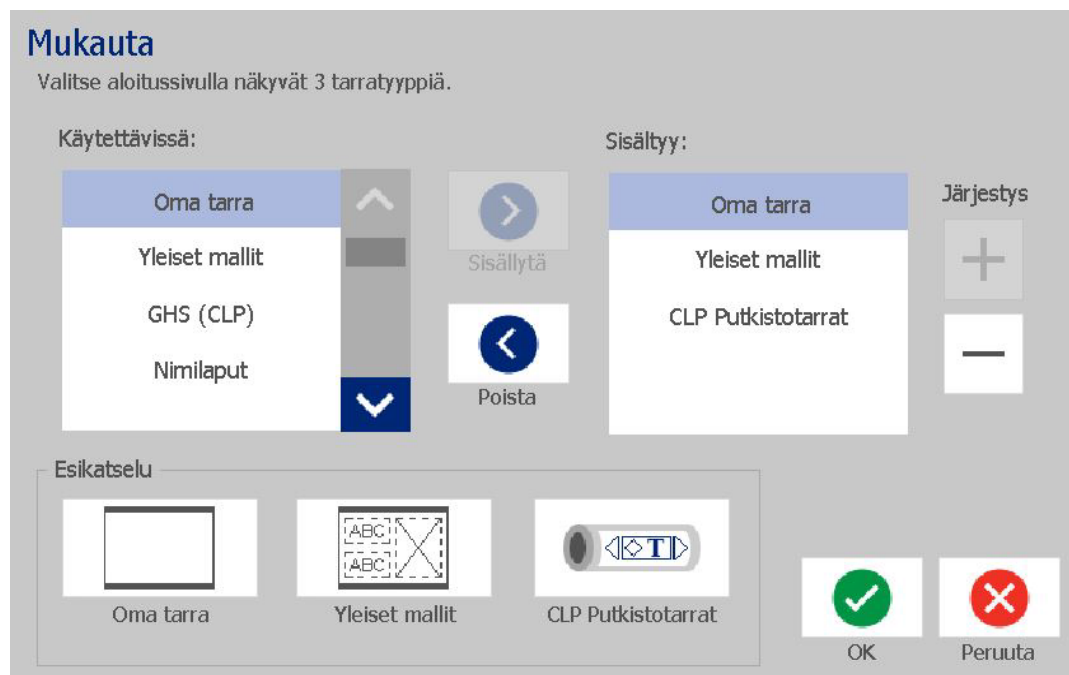 Mukauta
Valitse aloitussivulla näkyvät 3 tarratyyppiä.
Käytettävissä:
Oma tarra
Yleiset mallit
GHS (CLP)
Nimilaput
Sisällytä
Poista
Sisältyy:
Oma tarra
Yleiset mallit
CLP Putkistotarrat
Järjestys
Esikatselu
ABC
ABC
T
Oma tarra
Yleiset mallit
CLP Putkistotarrat
OK
Peruuta